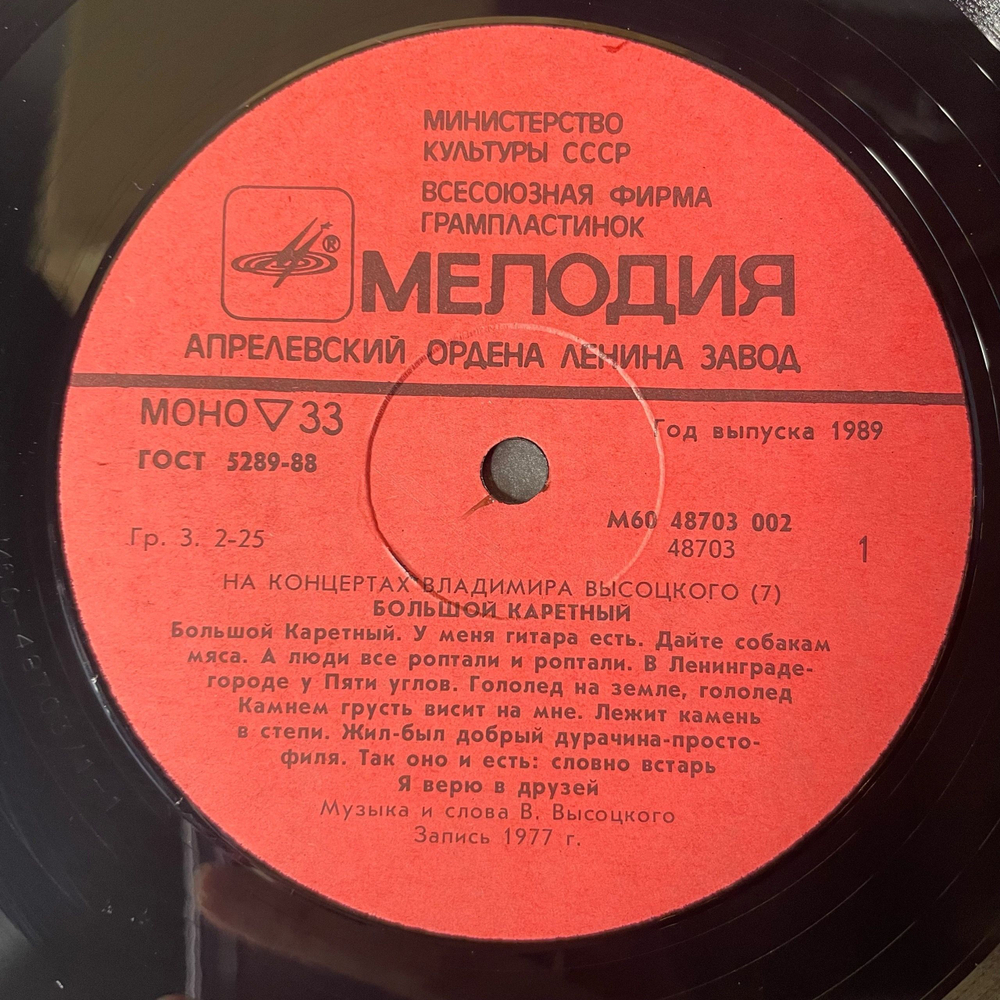 МИНИСТЕРСТВО
КУЛЬТУРЫ СССР
ВСЕСОЮЗНАЯ ФИРМА
ГРАМПЛАСТИНОК
®
МЕЛОДИЯ
АПРЕЛЕВСКИЙ ОРДЕНА ЛЕНИНА ЗАВОД
МОНО ▽ 33
Год выпуска 1989
ГОСТ 5289-88
М60 48703 002
Гр. 3. 2-25
48703
1
НА КОНЦЕРТАХ ВЛАДИМИРА ВЫСОЦКОГО (7)
БОЛЬШОЙ КАРЕТНЫЙ
Большой Каретный. У меня гитара есть. Дайте собакам
мяса. А люди все роптали и роптали. В Ленинграде-
городе у Пяти углов. Гололед на земле, гололед
Камнем грусть висит на мне. Лежит камень
в степи. Жил-был добрый дурачина-просто-
филя. Так оно и есть: словно встарь
Я верю в друзей
Музыка и слова В. Высоцкого
Запись 1977 г.